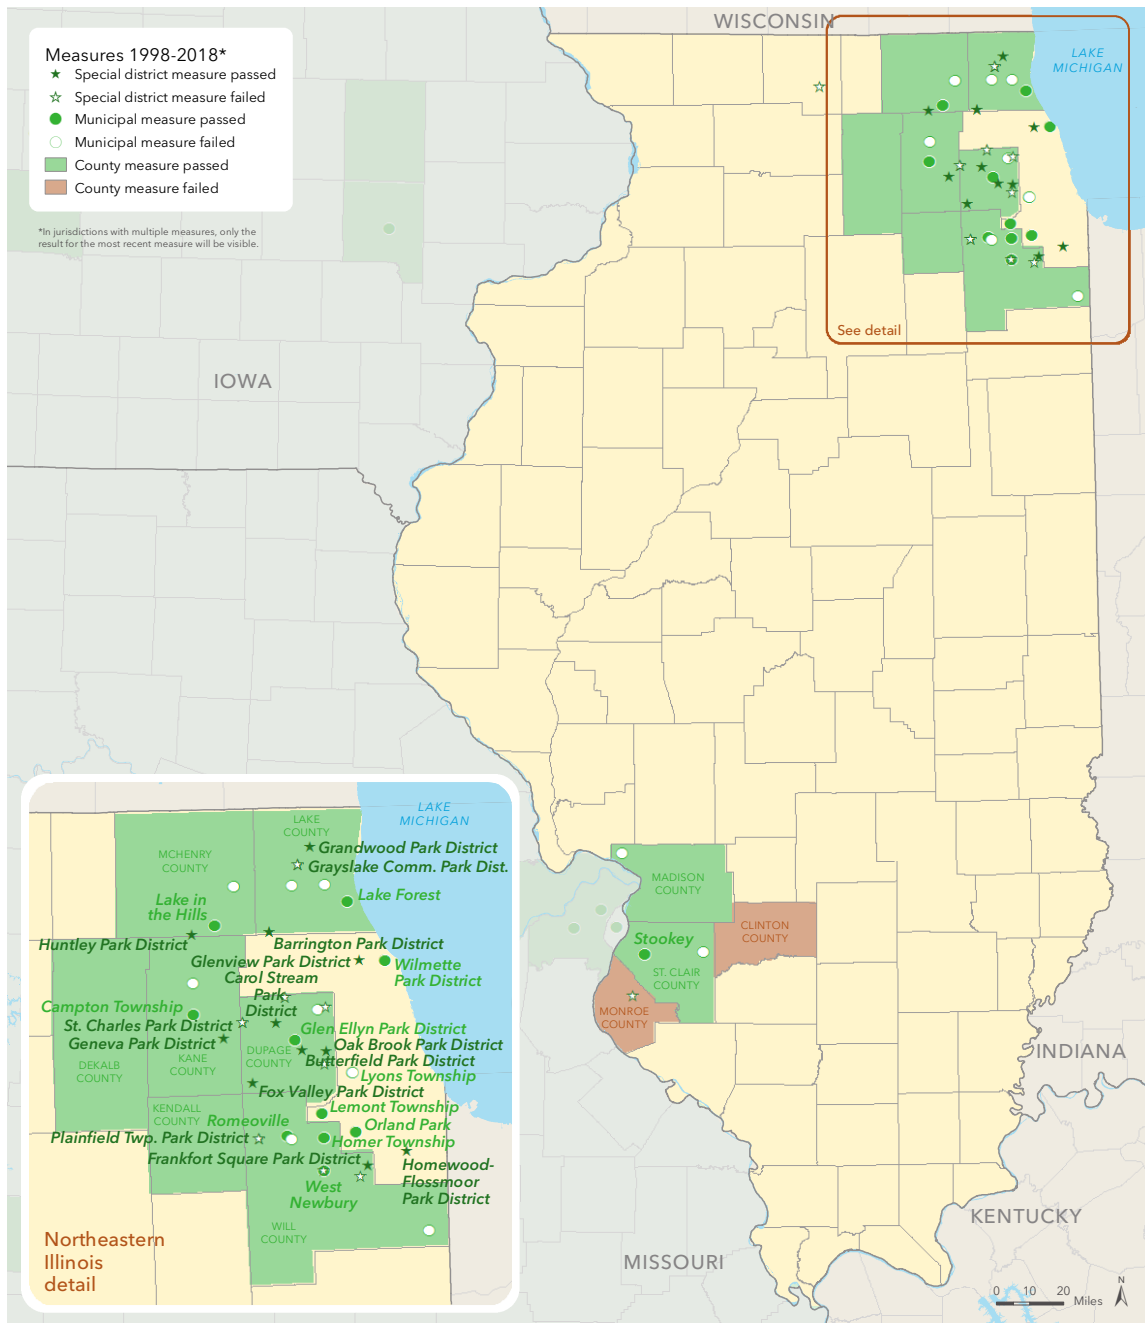 WISCONSIN
Measures 1998-2018*
Special district measure passed
Special district measure failed
Municipal measure passed
Municipal measure failed
County measure passed
County measure failed
*In jurisdictions with multiple measures, only the
result for the most recent measure will be visible.
LAKE
MICHIGAN
See detail
IOWA
LAKE
MICHIGAN
LAKE
COUNTY
Grandwood Park District
MCHENRY
COUNTY
Grayslake Comm. Park Dist.
Lake in
the Hills
Lake Forest
Huntley Park District
Barrington Park District
Glenview Park District
Wilmette
Park District
Carol Stream
Park
District
Campton Township
St. Charles Park District
Geneva Park District
Glen Ellyn Park District
Oak Brook Park District
Butterfield Park District
DEKALB
COUNTY
KANE
COUNTY
DUPAGE
COUNTY
Lyons Township
Fox Valley Park District
KENDALL
COUNTY
Romeoville
Lemont Township
Orland Park
Plainfield Twp. Park District
Homer Township
Frankfort Square Park District
Homewood-
Flossmoor
Park District
West
Newbury
WILL
COUNTY
Northeastern
Illinois
detail
MADISON
COUNTY
CLINTON
COUNTY
Stookey
ST. CLAIR
COUNTY
MONROE
COUNTY
INDIANA
KENTUCKY
MISSOURI
0 10 20
Miles
N